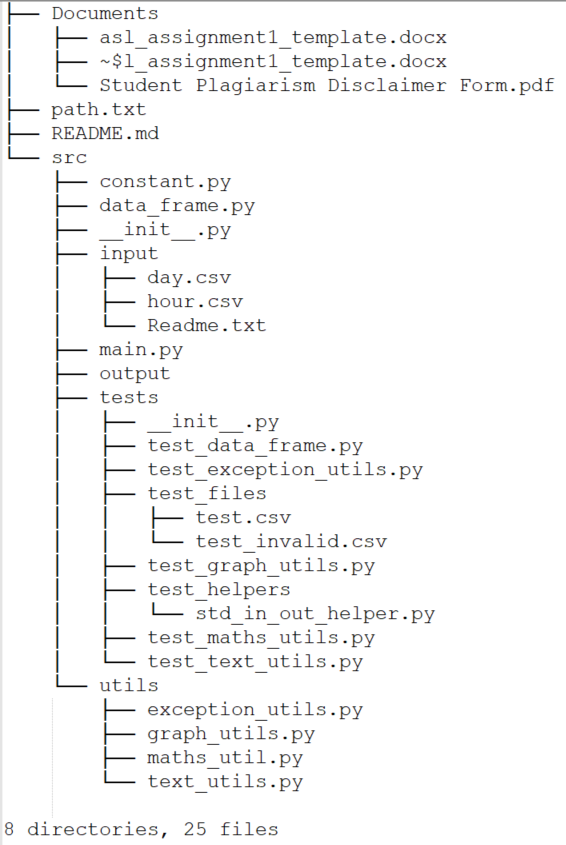 ├── Documents
│   ├── asl_assignment1_template.docx
│   ├── ~$l_assignment1_template.docx
│   └── Student Plagiarism Disclaimer Form.pdf
├── path.txt
├── README.md
└── src
    ├── constant.py
    ├── data_frame.py
    ├── __init__.py
    ├── input
    │   ├── day.csv
    │   ├── hour.csv
    │   └── Readme.txt
    ├── main.py
    ├── output
    ├── tests
    │   ├── __init__.py
    │   ├── test_data_frame.py
    │   ├── test_exception_utils.py
    │   ├── test_files
    │   │   ├── test.csv
    │   │   └── test_invalid.csv
    │   ├── test_graph_utils.py
    │   ├── test_helpers
    │   │   └── std_in_out_helper.py
    │   ├── test_maths_utils.py
    │   └── test_text_utils.py
    └── utils
        ├── exception_utils.py
        ├── graph_utils.py
        ├── maths_util.py
        └── text_utils.py
8 directories, 25 files